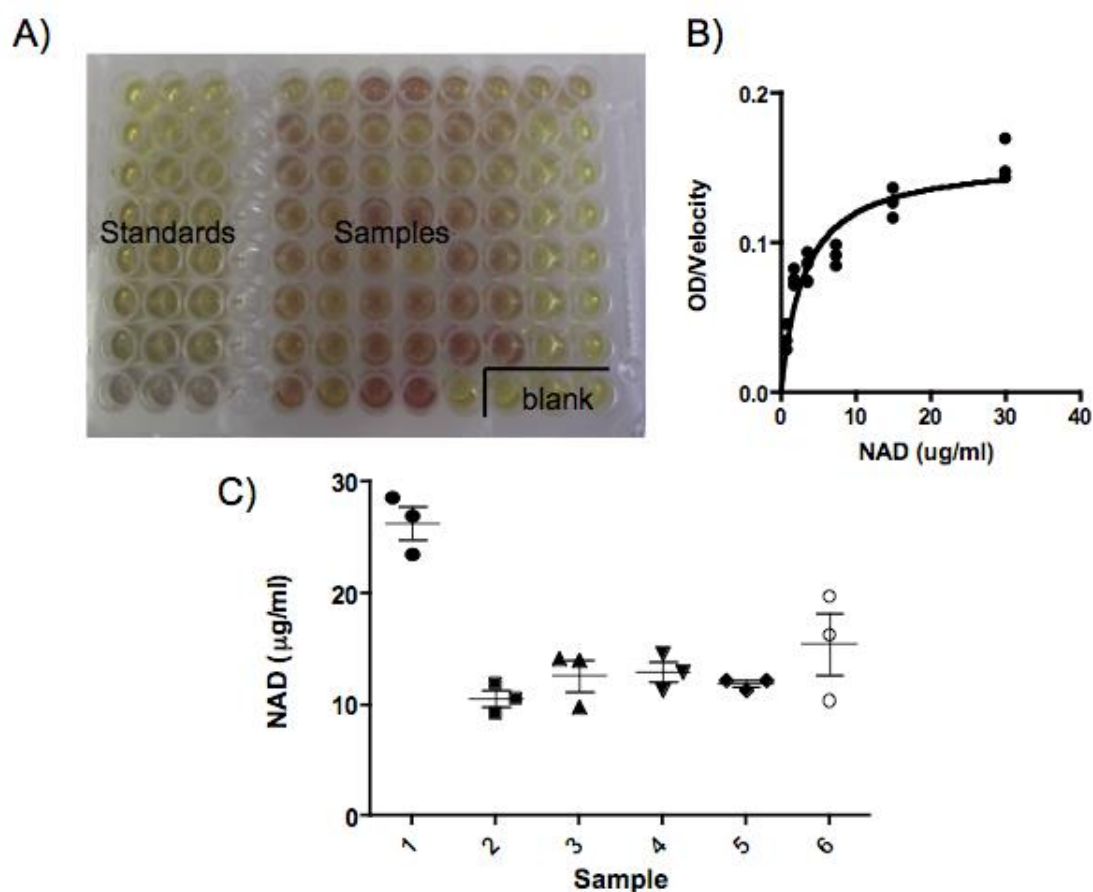 A)
Standards
Samples
blank
B)
0.2
0.1
0.0
OD/Velocity
0 10 20 30 40
NAD (ug/ml)
C)
30
20
10
0
NAD (μg/ml)
1 2 3 4 5 6
Sample